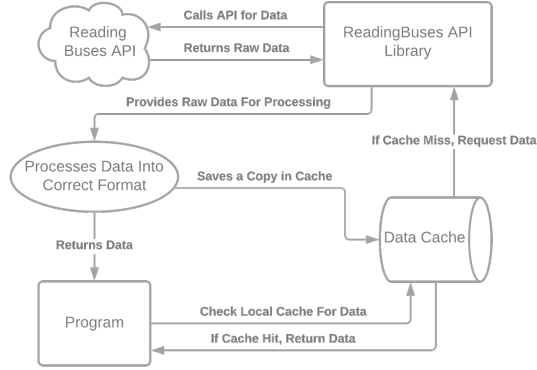 Calls API for Data
Reading
Buses API
ReadingBuses API
Library
Returns Raw Data
Provides Raw Data For Processing
If Cache Miss, Request Data
Processes Data Into
Correct Format
Saves a Copy in Cache
Data Cache
Returns Data
Program
Check Local Cache For Data
If Cache Hit, Return Data